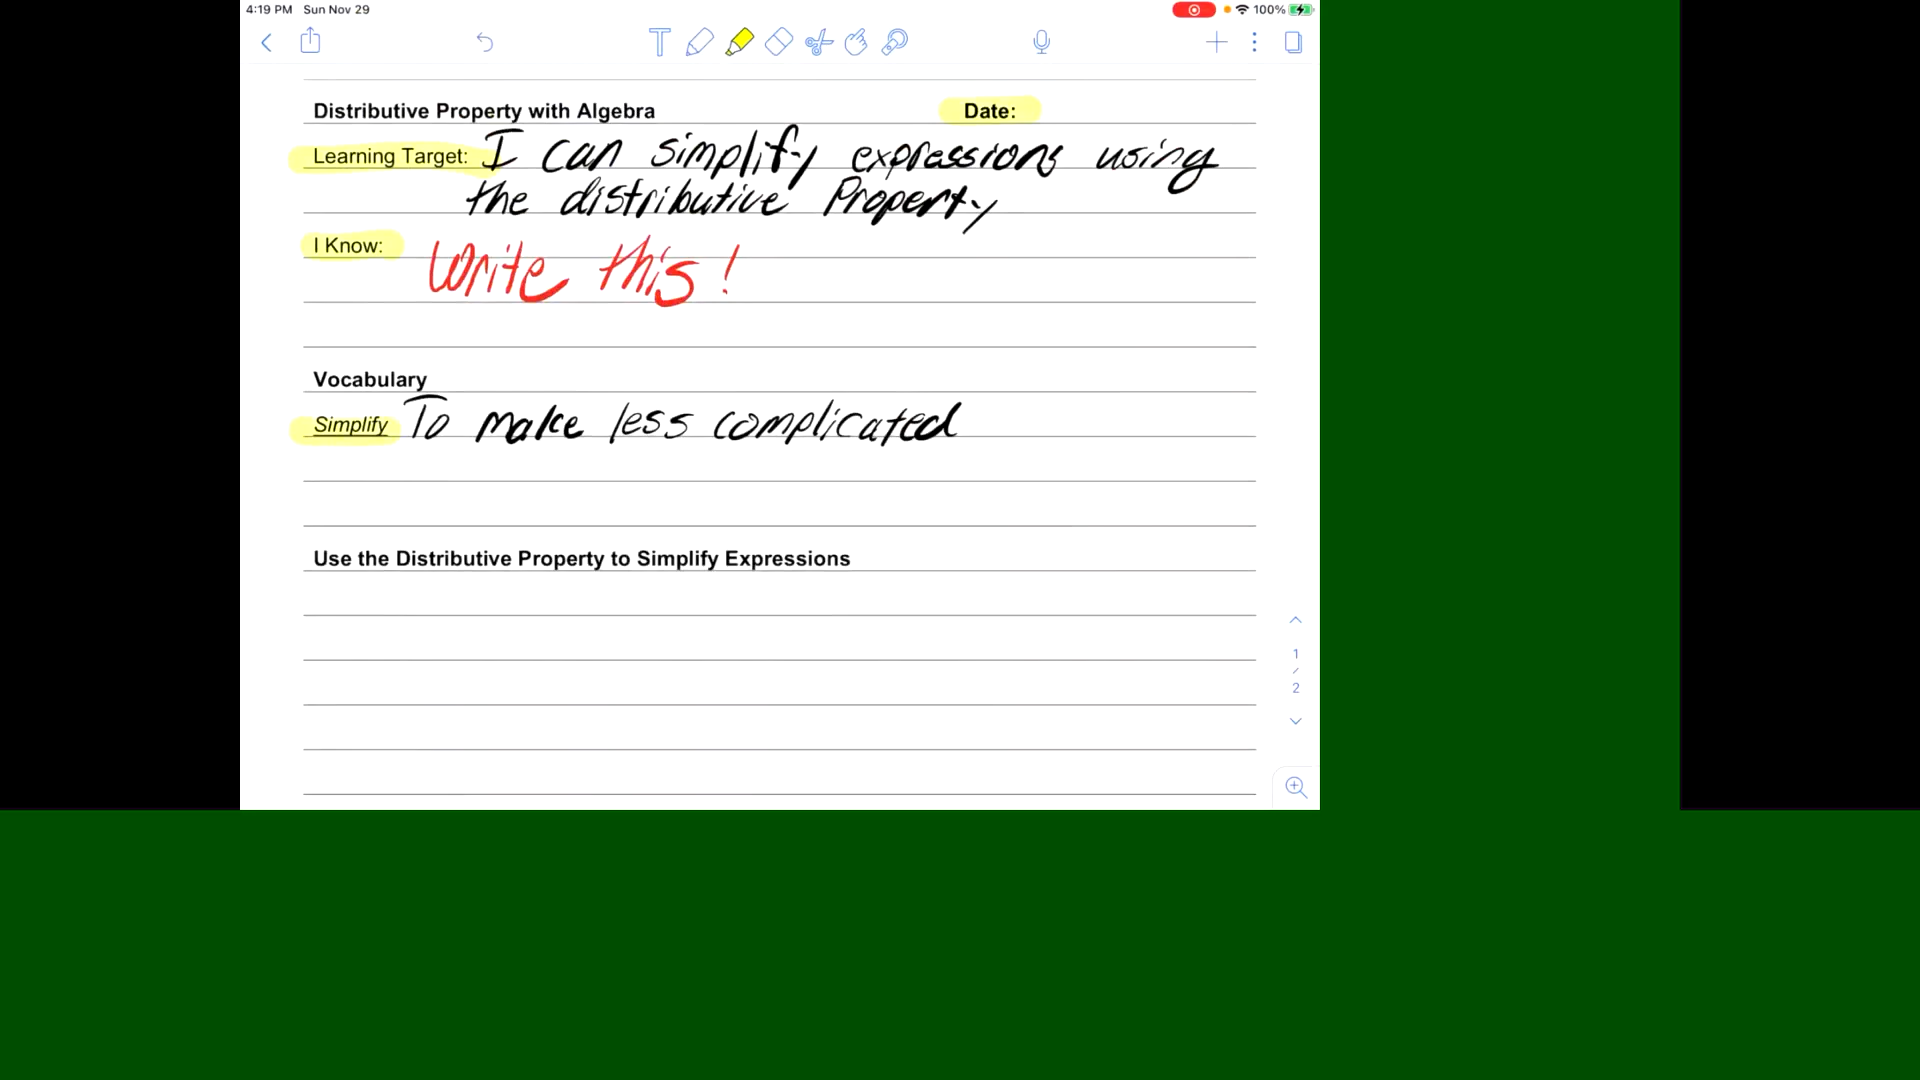 4:19 PM Sun Nov 29
100%
Distributive Property with Algebra Date:
Learning Target: I can simplify expressions using
the distributive Property
I Know: Write this!
Vocabulary
Simplify To make less complicated
Use the Distributive Property to Simplify Expressions
1
/
2